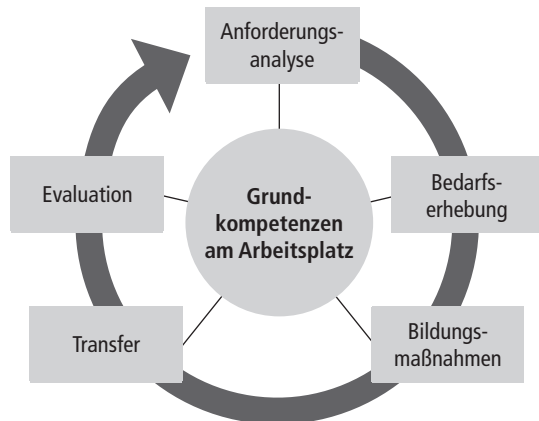 Anforderungs-
analyse
Bedarfs-
erhebung
Bildungs-
maßnahmen
Transfer
Evaluation
Grund-
kompetenzen
am Arbeitsplatz